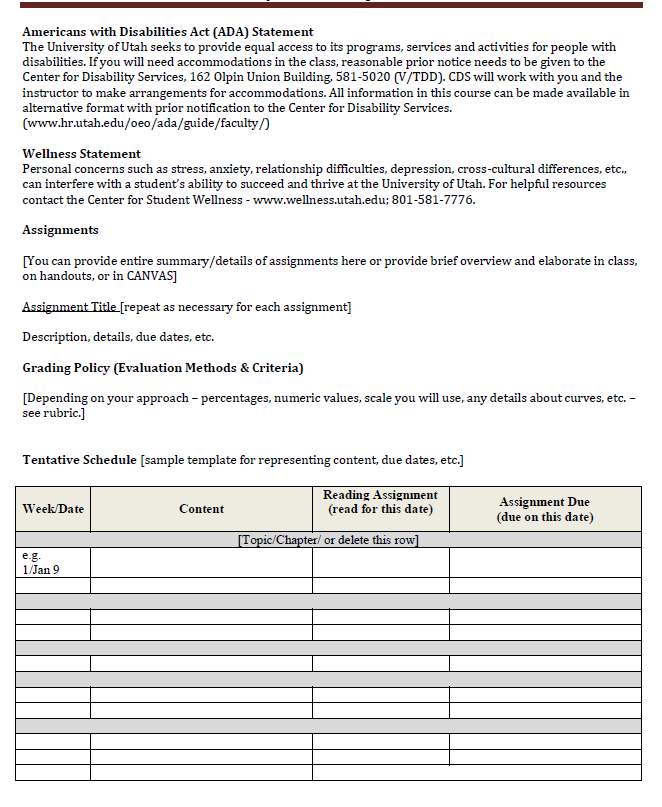 Americans with Disabilities Act (ADA) Statement
The University of Utah seeks to provide equal access to its programs, services and activities for people with
disabilities. If you will need accommodations in the class, reasonable prior notice needs to be given to the
Center for Disability Services, 162 Olpin Union Building, 581-5020 (V/TDD). CDS will work with you and the
instructor to make arrangements for accommodations. All information in this course can be made available in
alternative format with prior notification to the Center for Disability Services.
(www.hr.utah.edu/oeo/ada/guide/faculty/)
Wellness Statement
Personal concerns such as stress, anxiety, relationship difficulties, depression, cross-cultural differences, etc.,
can interfere with a student's ability to succeed and thrive at the University of Utah. For helpful resources
contact the Center for Student Wellness - www.wellness.utah.edu; 801-581-7776.
Assignments
[You can provide entire summary/details of assignments here or provide brief overview and elaborate in class,
on handouts, or in CANVAS]
Assignment Title [repeat as necessary for each assignment]
Description, details, due dates, etc.
Grading Policy (Evaluation Methods & Criteria)
[Depending on your approach – percentages, numeric values, scale you will use, any details about curves, etc. –
see rubric.]
Tentative Schedule [sample template for representing content, due dates, etc.]
Week/Date
Content
Reading Assignment
(read for this date)
Assignment Due
(due on this date)
[Topic/Chapter/ or delete this row]
e.g.
1/Jan 9